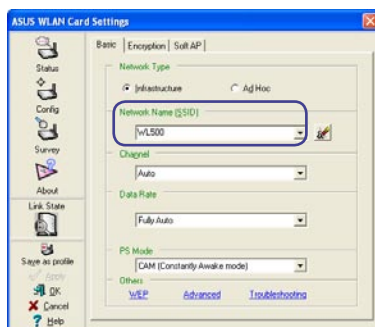 ASUS WLAN Card Settings
Status
Config
Survey
About
Link State
Save as profile
Apply
OK
Cancel
Help
Basic Encryption Soft AP
Network Type
Infrastructure Ad Hoc
Network Name (SSID)
WL500
Channel
Auto
Data Rate
Fully Auto
PS Mode
CAM (Constantly Awake mode)
Others
WEP Advanced Troubleshooting